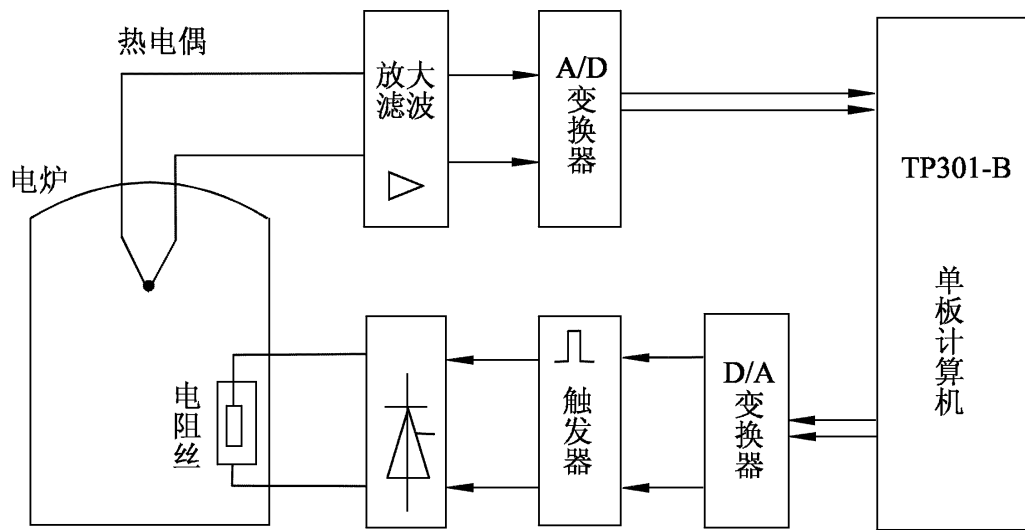 热电偶
放大
滤波
A/D
变换器
TP301-B
单板计算机
电炉
电阻丝
触发器
D/A
变换器